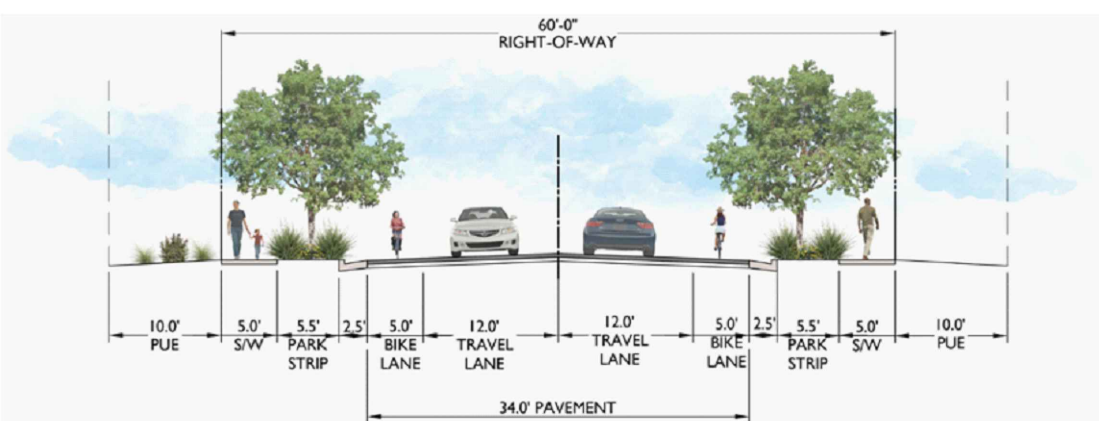 60'-0"
RIGHT-OF-WAY
10.0' 5.0' 5.5' 2.5' 5.0' 12.0' 12.0' 5.0' 2.5' 5.5' 5.0' 10.0'
PUE S/W PARK BIKE TRAVEL TRAVEL BIKE PARK S/W PUE
STRIP LANE LANE LANE LANE STRIP
34.0' PAVEMENT